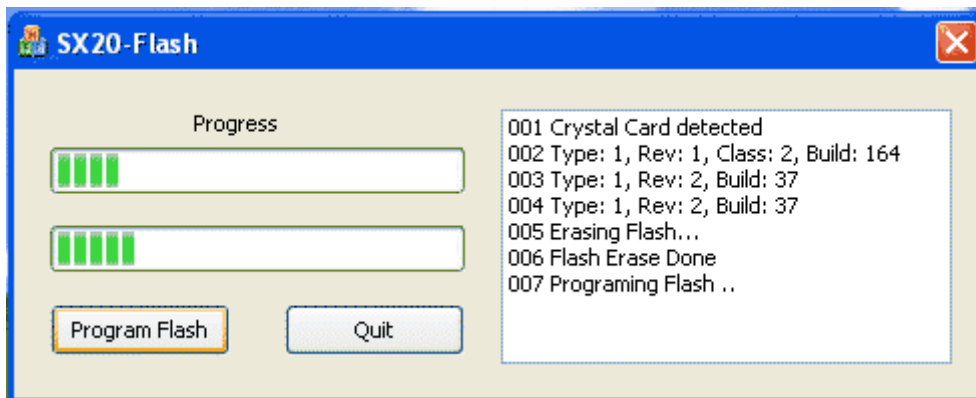 SX20-Flash
Progress
Program Flash
Quit
001 Crystal Card detected
002 Type: 1, Rev: 1, Class: 2, Build: 164
003 Type: 1, Rev: 2, Build: 37
004 Type: 1, Rev: 2, Build: 37
005 Erasing Flash...
006 Flash Erase Done
007 Programing Flash ..